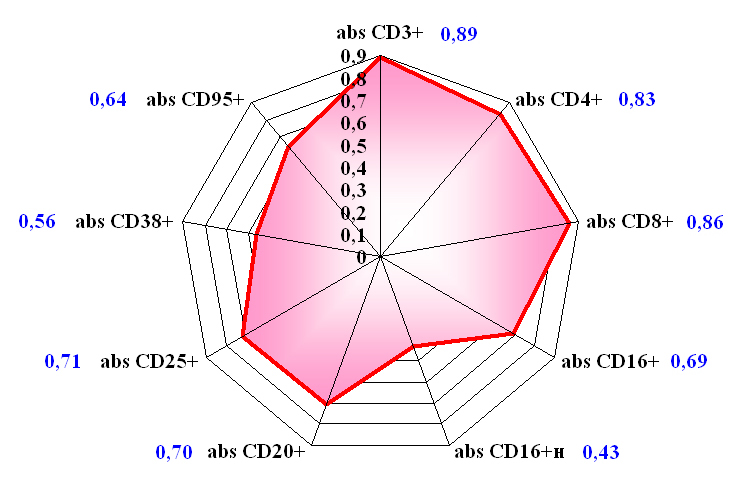 abs CD3+ 0,89
0,9
0,8
0,7
0,6
0,5
0,4
0,3
0,2
0,1
0
abs CD4+ 0,83
abs CD8+ 0,86
abs CD16+ 0,69
abs CD16+н 0,43
0,70 abs CD20+
0,71 abs CD25+
0,56 abs CD38+
0,64 abs CD95+